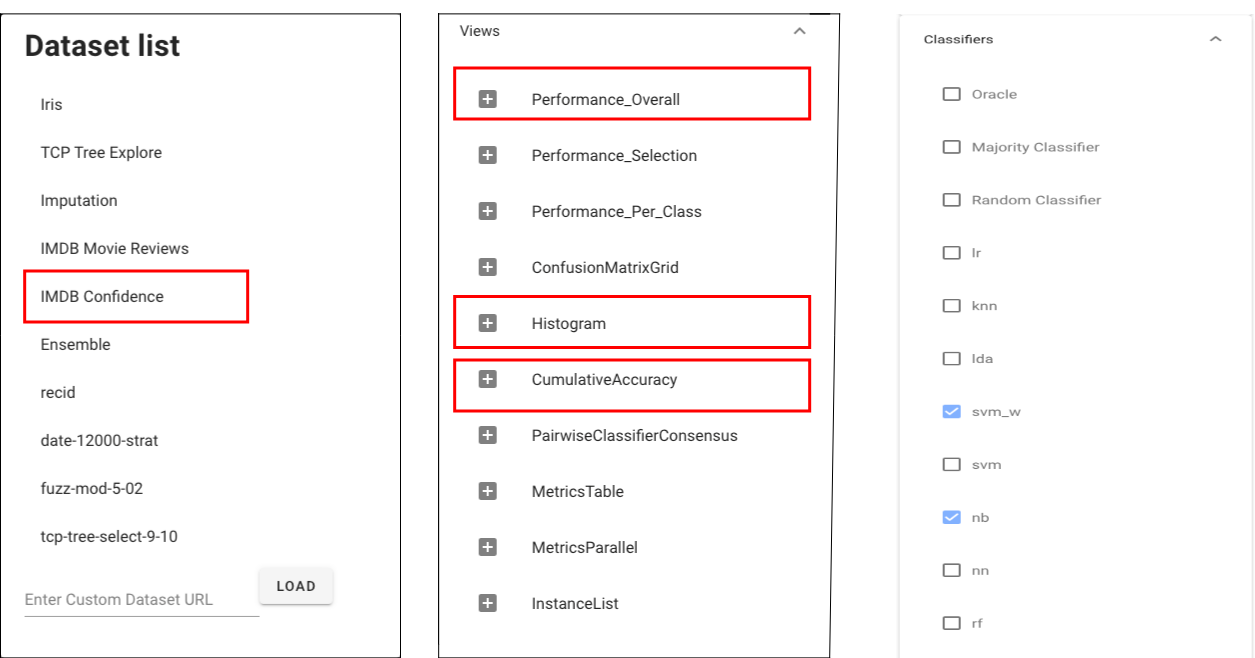 Dataset list
Iris
TCP Tree Explore
Imputation
IMDB Movie Reviews
IMDB Confidence
Ensemble
recid
date-12000-strat
fuzz-mod-5-02
tcp-tree-select-9-10
Enter Custom Dataset URL
LOAD
Views
Performance_Overall
Performance_Selection
Performance_Per_Class
ConfusionMatrixGrid
Histogram
CumulativeAccuracy
PairwiseClassifierConsensus
MetricsTable
MetricsParallel
InstanceList
Classifiers
Oracle
Majority Classifier
Random Classifier
lr
knn
lda
svm_w
svm
nb
nn
rf